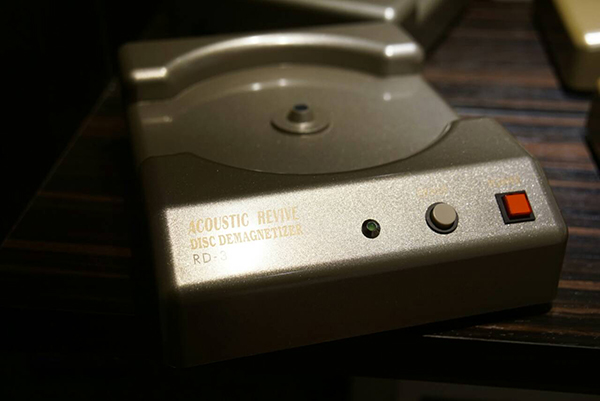 ACOUSTIC REVIVE
DISC DEMAGNETIZER
RD-3